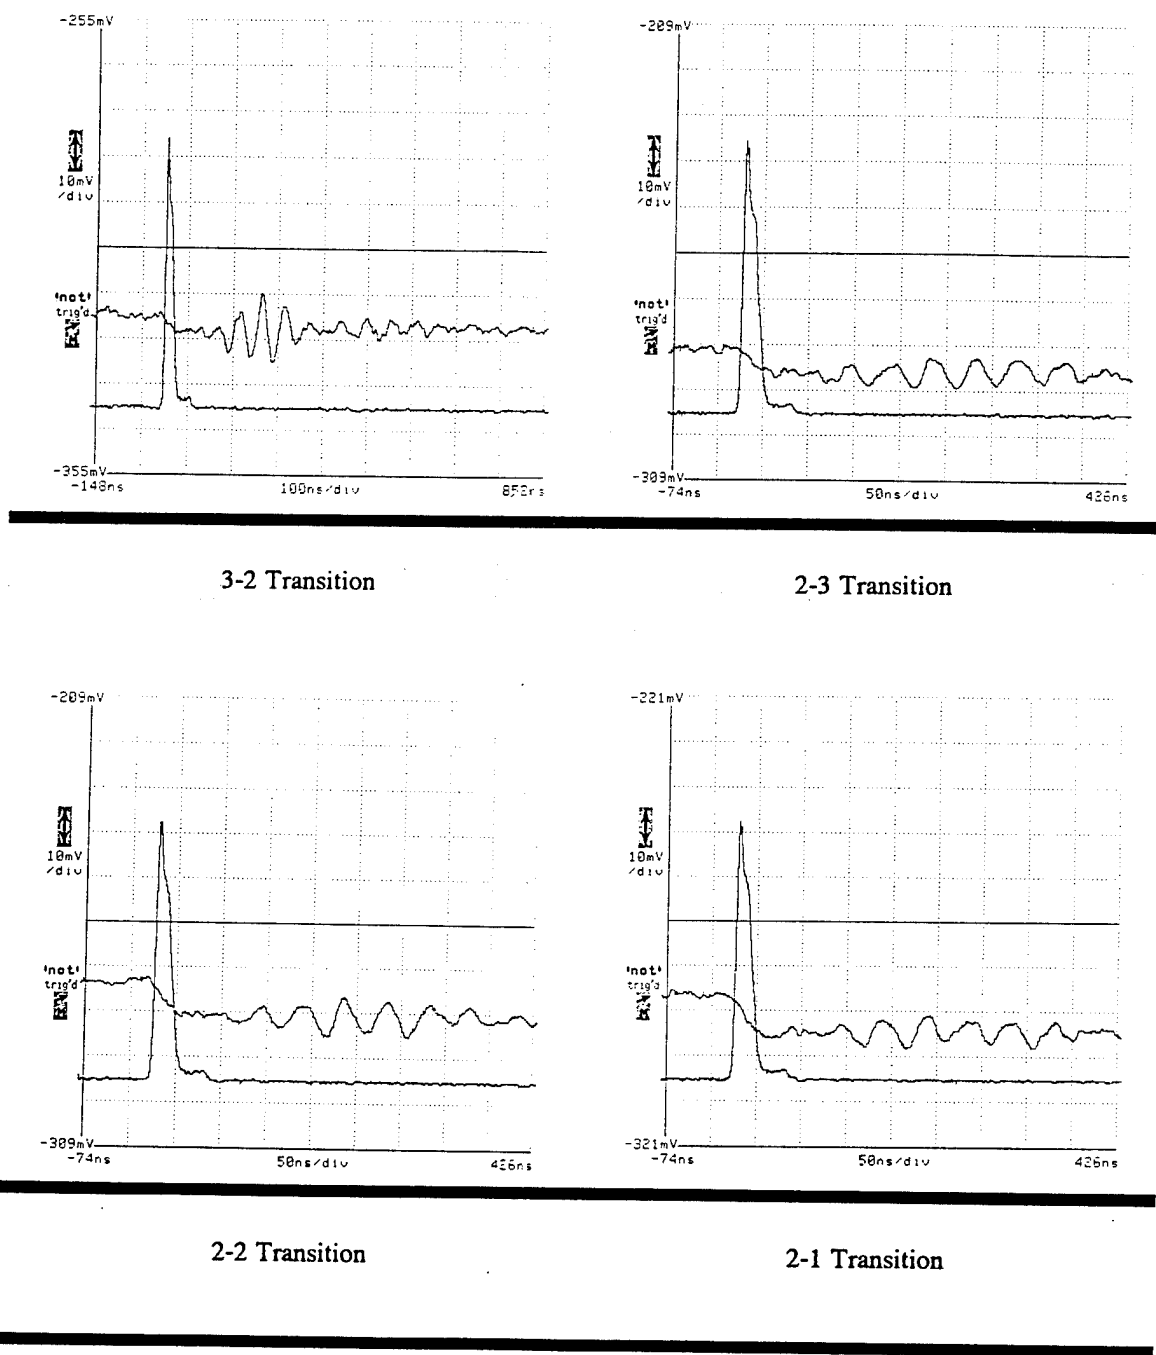 -255mV
10mV
/div
'not'
trig'd
-355mV
-148ns 100ns/div 852ns
3-2 Transition
-209mV
10mV
/div
'not'
trig'd
-309mV
-74ns 50ns/div 426ns
2-3 Transition
-209mV
10mV
/div
'not'
trig'd
-309mV
-74ns 50ns/div 426ns
2-2 Transition
-221mV
10mV
/div
'not'
trig'd
-321mV
-74ns 50ns/div 426ns
2-1 Transition